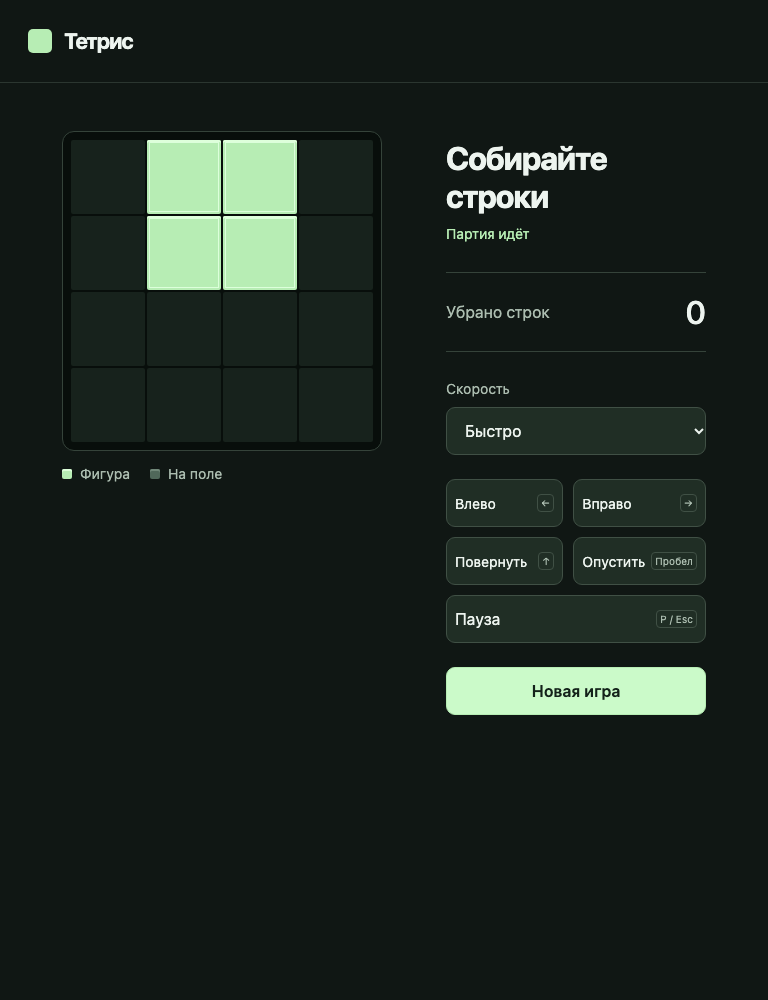 Тетрис
Собирайте
строки
Партия идёт
Убрано строк 0
Скорость
Быстро
Фигура На поле
Влево ←
Вправо →
Повернуть ↑
Опустить Пробел
Пауза P / Esc
Новая игра